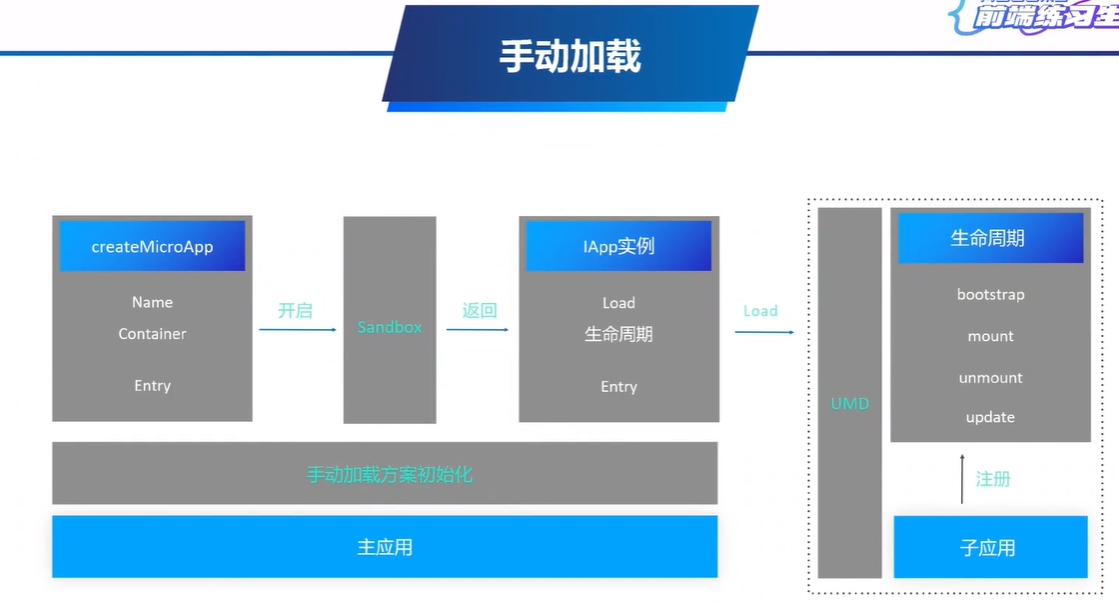 前端练习生
手动加载
createMicroApp
Name
Container
Entry
开启
Sandbox
返回
IApp实例
Load
生命周期
Entry
Load
UMD
生命周期
bootstrap
mount
unmount
update
注册
子应用
手动加载方案初始化
主应用